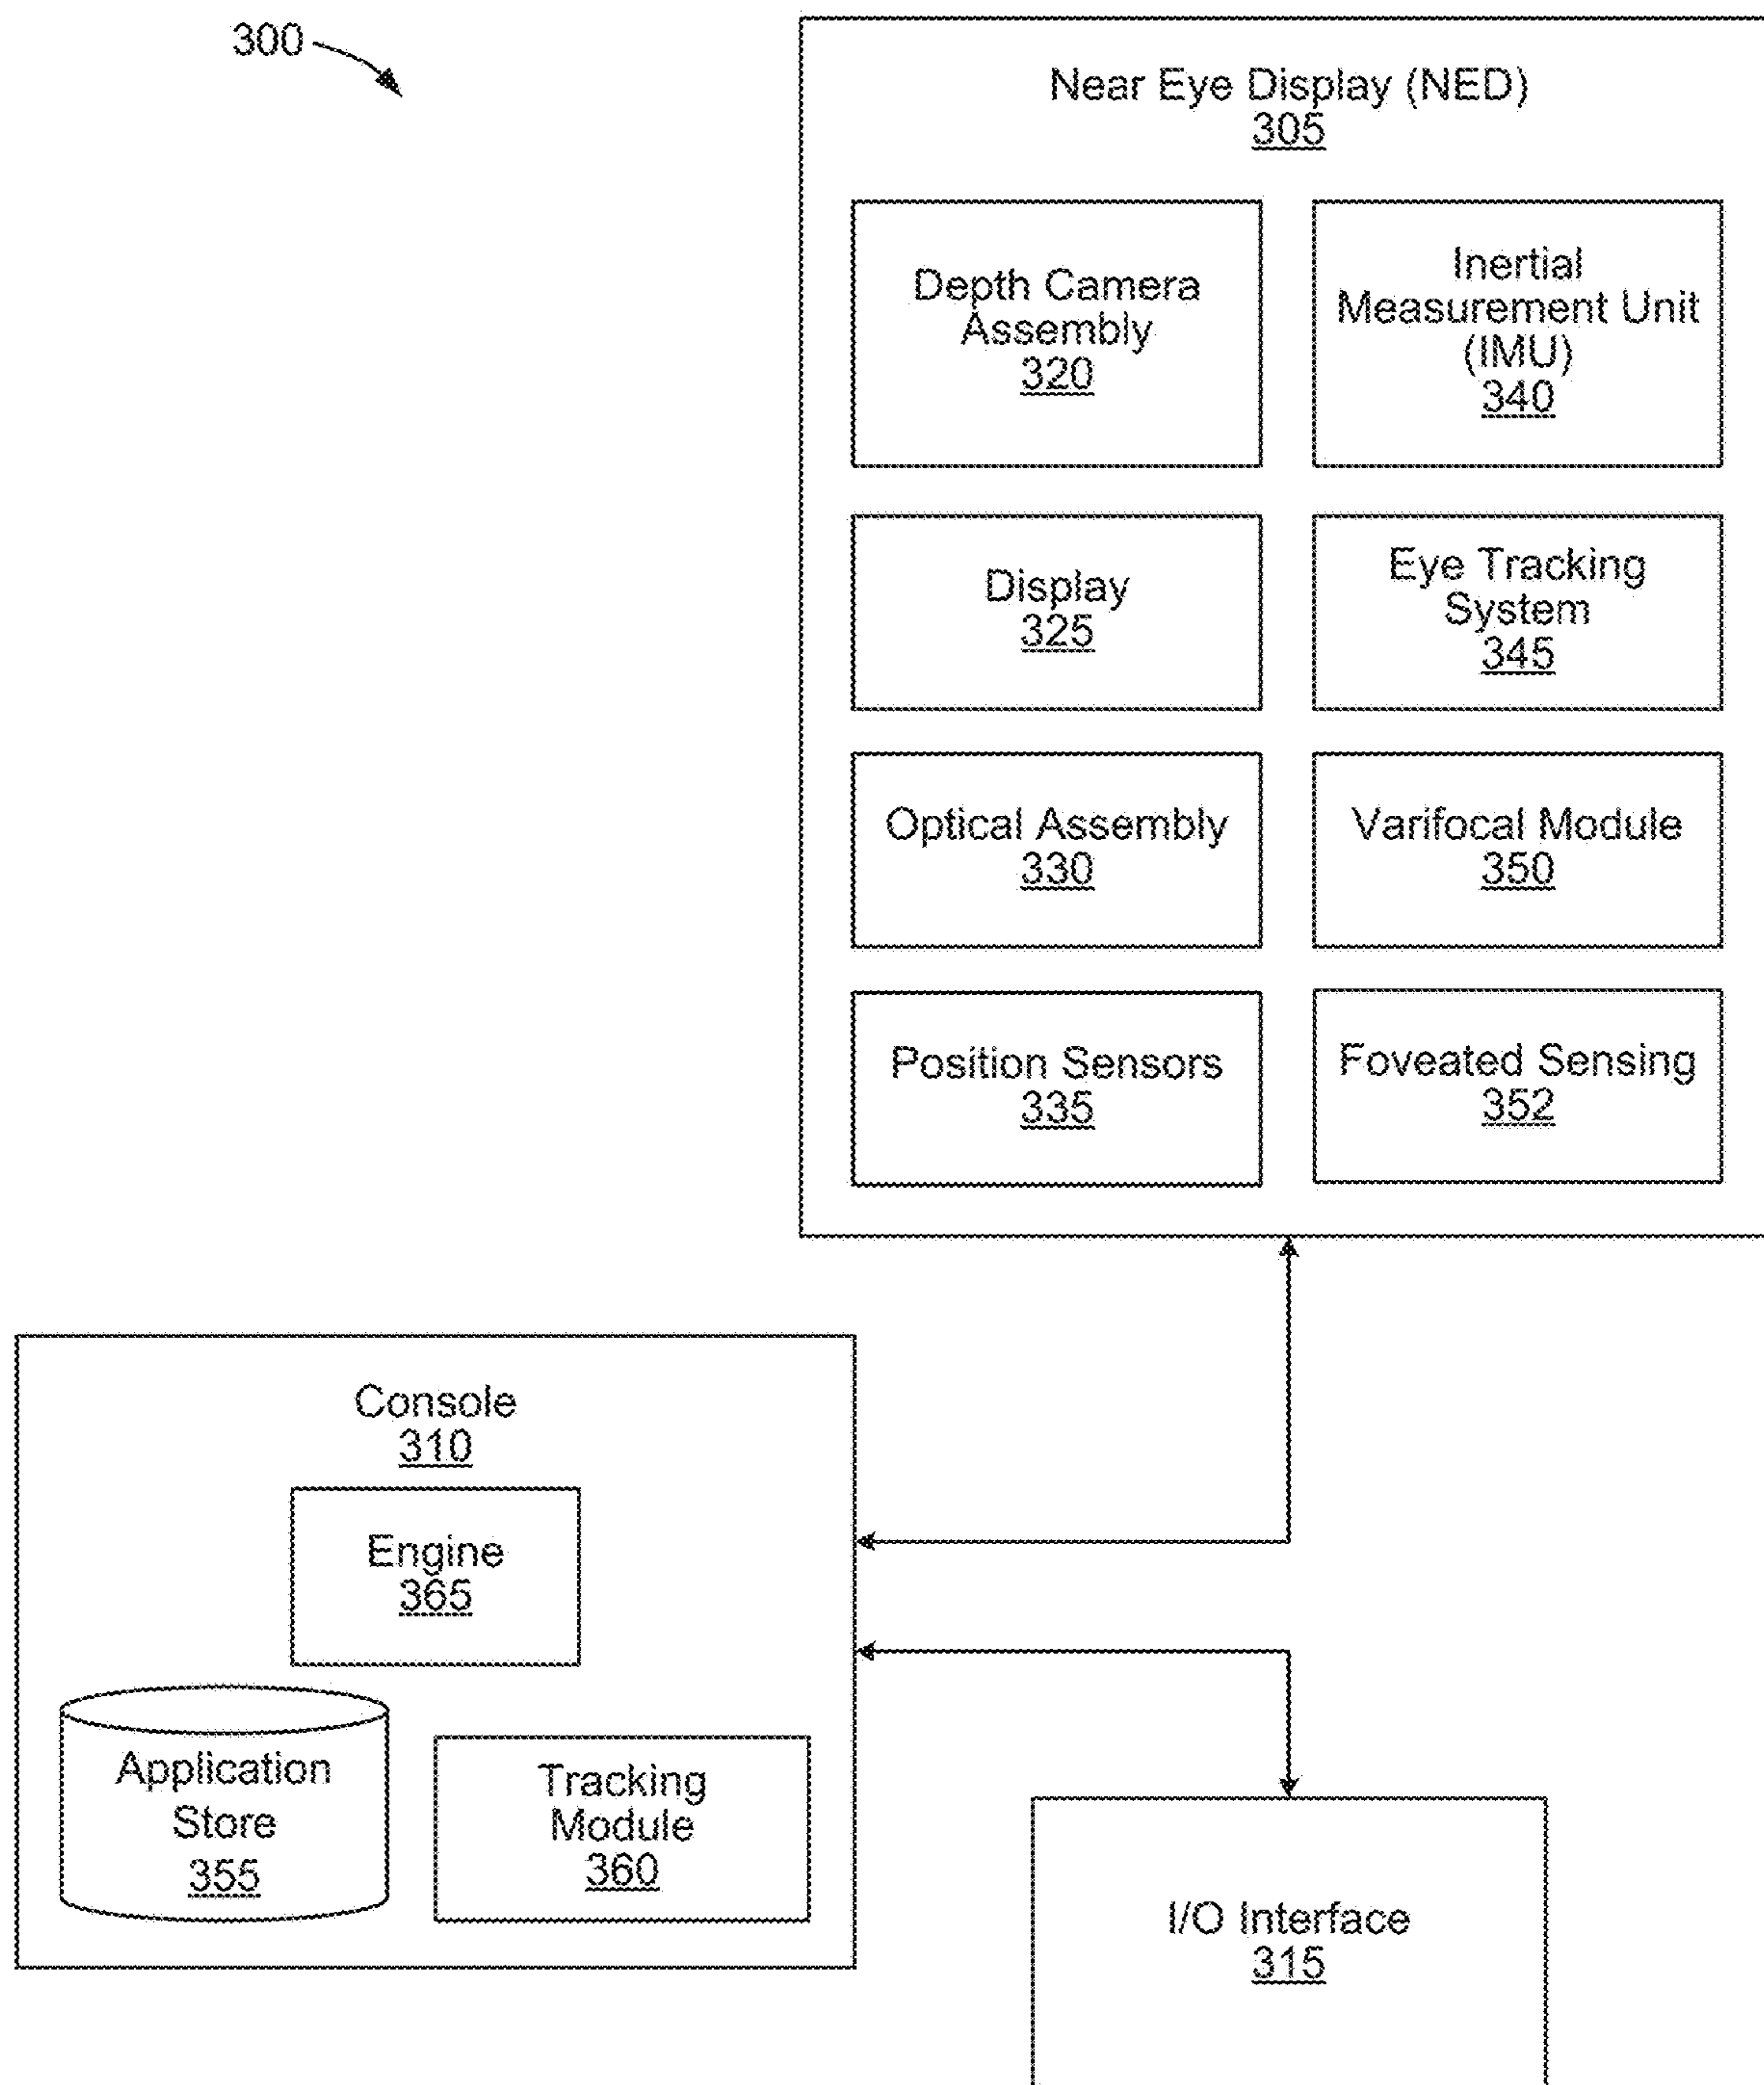 300
Near Eye Display (NED)
305
Depth Camera
Assembly
320
Inertial
Measurement Unit
(IMU)
340
Display
325
Eye Tracking
System
345
Optical Assembly
330
Varifocal Module
350
Position Sensors
335
Foveated Sensing
352
Console
310
Engine
365
Application
Store
355
Tracking
Module
360
I/O Interface
315